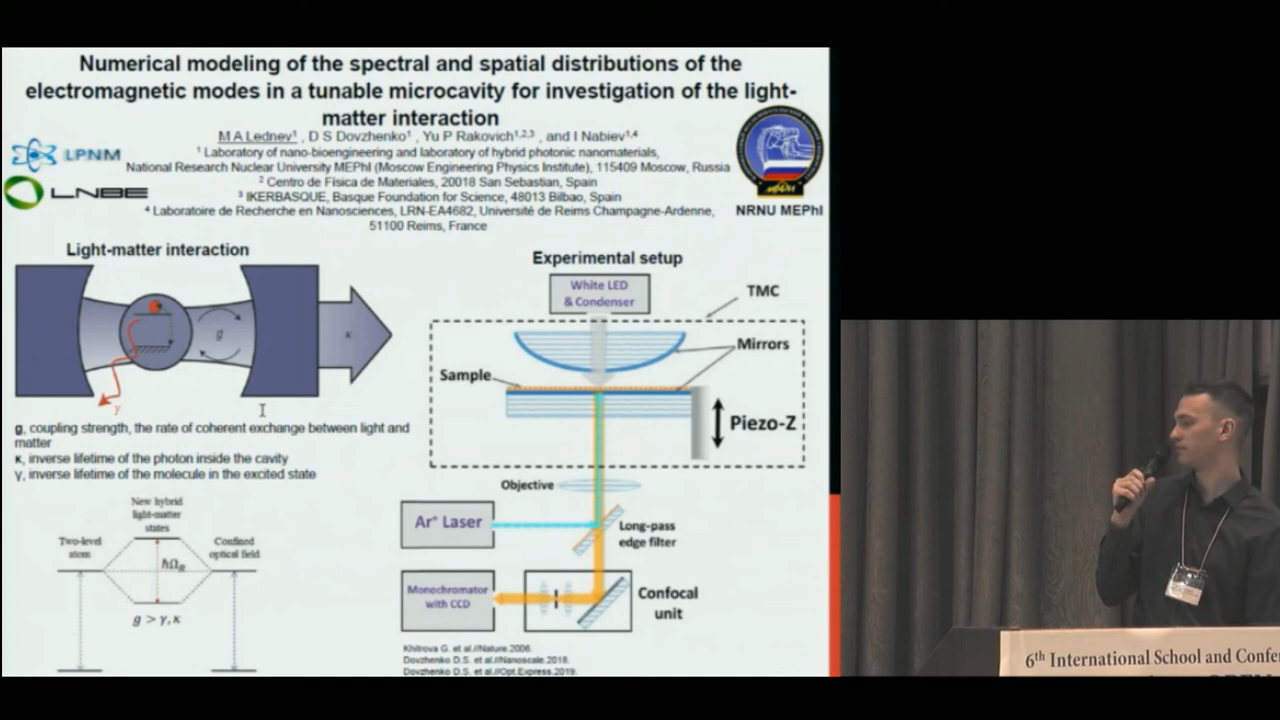 Numerical modeling of the spectral and spatial distributions of the
electromagnetic modes in a tunable microcavity for investigation of the light-
matter interaction
M A Lednev¹ , D S Dovzhenko¹ , Yu P Rakovich¹,²,³ , and I Nabiev¹,⁴
¹ Laboratory of nano-bioengineering and laboratory of hybrid photonic nanomaterials,
National Research Nuclear University MEPhI (Moscow Engineering Physics Institute), 115409 Moscow, Russia
² Centro de Física de Materiales, 20018 San Sebastian, Spain
³ IKERBASQUE, Basque Foundation for Science, 48013 Bilbao, Spain
⁴ Laboratoire de Recherche en Nanosciences, LRN-EA4682, Université de Reims Champagne-Ardenne,
51100 Reims, France
LPNM
LNBE
NRNU MEPhI
Light-matter interaction
g
κ
γ
g, coupling strength, the rate of coherent exchange between light and
matter
κ, inverse lifetime of the photon inside the cavity
γ, inverse lifetime of the molecule in the excited state
New hybrid
light-matter
states
Two-level
atom
Confined
optical field
ħΩR
g > γ, κ
Experimental setup
White LED
& Condenser
TMC
Mirrors
Sample
Piezo-Z
Objective
Ar⁺ Laser
Long-pass
edge filter
Monochromator
with CCD
Confocal
unit
Khitrova G. et al.//Nature.2006.
Dovzhenko D.S. et al.//Nanoscale.2018.
Dovzhenko D.S. et al.//Opt.Express.2019.
6th International School and Confe